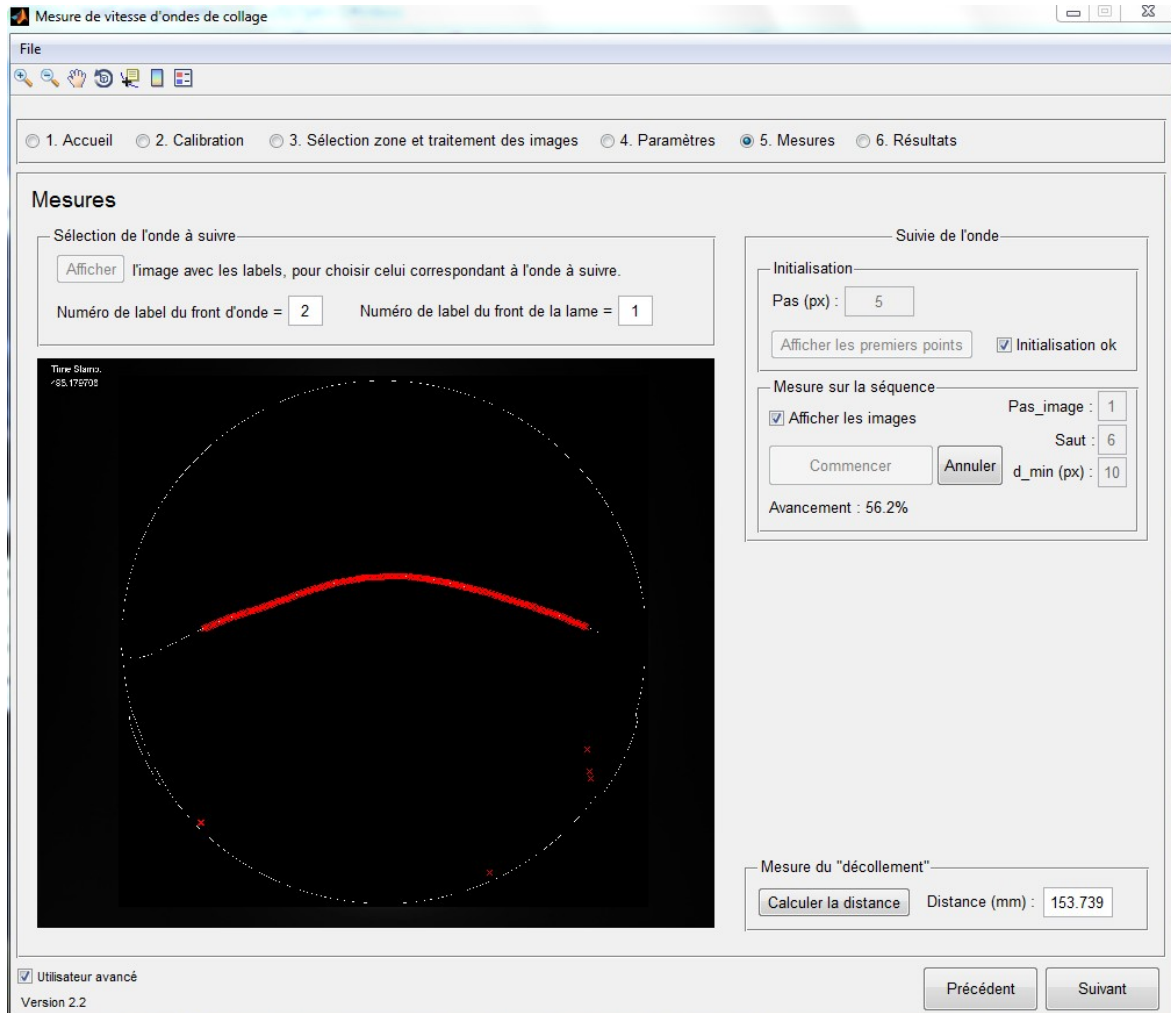 Mesure de vitesse d'ondes de collage
File
1. Accueil 2. Calibration 3. Sélection zone et traitement des images 4. Paramètres 5. Mesures 6. Résultats
Mesures
Sélection de l'onde à suivre
Afficher l'image avec les labels, pour choisir celui correspondant à l'onde à suivre.
Numéro de label du front d'onde = 2 Numéro de label du front de la lame = 1
Time Stamp.
Suivie de l'onde
Initialisation
Pas (px) : 5
Afficher les premiers points Initialisation ok
Mesure sur la séquence
Afficher les images Pas_image : 1
Saut : 6
Commencer Annuler d_min (px) : 10
Avancement : 56.2%
Mesure du "décollement"
Calculer la distance Distance (mm) : 153.739
Utilisateur avancé
Version 2.2
Précédent Suivant